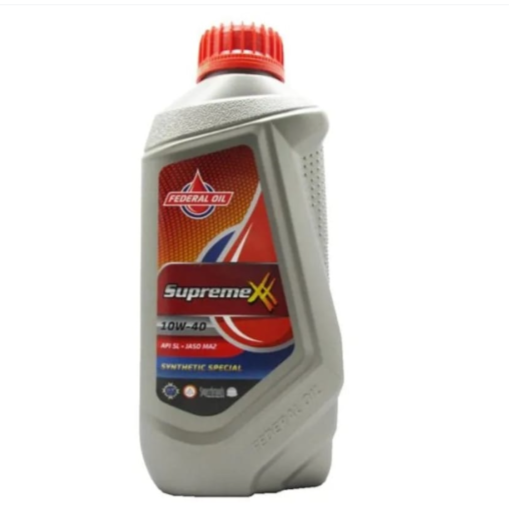 FEDERAL OIL
SupremeXX
10W-40
API SL - JASO MA2
SYNTHETIC SPECIAL
FEDERAL OIL